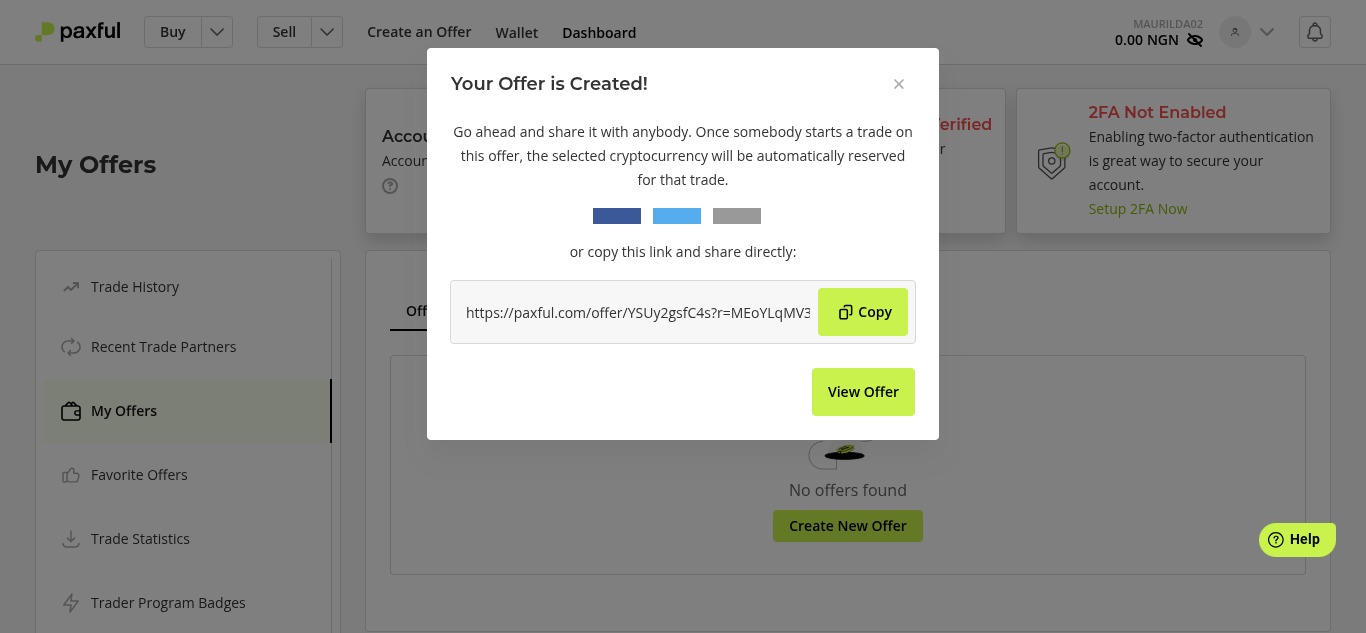 paxful
Buy
Sell
Create an Offer
Wallet
Dashboard
MAURILDA02
0.00 NGN
My Offers
Your Offer is Created!
Go ahead and share it with anybody. Once somebody starts a trade on
this offer, the selected cryptocurrency will be automatically reserved
for that trade.
or copy this link and share directly:
https://paxful.com/offer/YSUy2gsfC4s?r=MEoYLqMV3
Copy
View Offer
2FA Not Enabled
Enabling two-factor authentication
is great way to secure your
account.
Setup 2FA Now
Trade History
Recent Trade Partners
My Offers
Favorite Offers
Trade Statistics
Trader Program Badges
No offers found
Create New Offer
Help